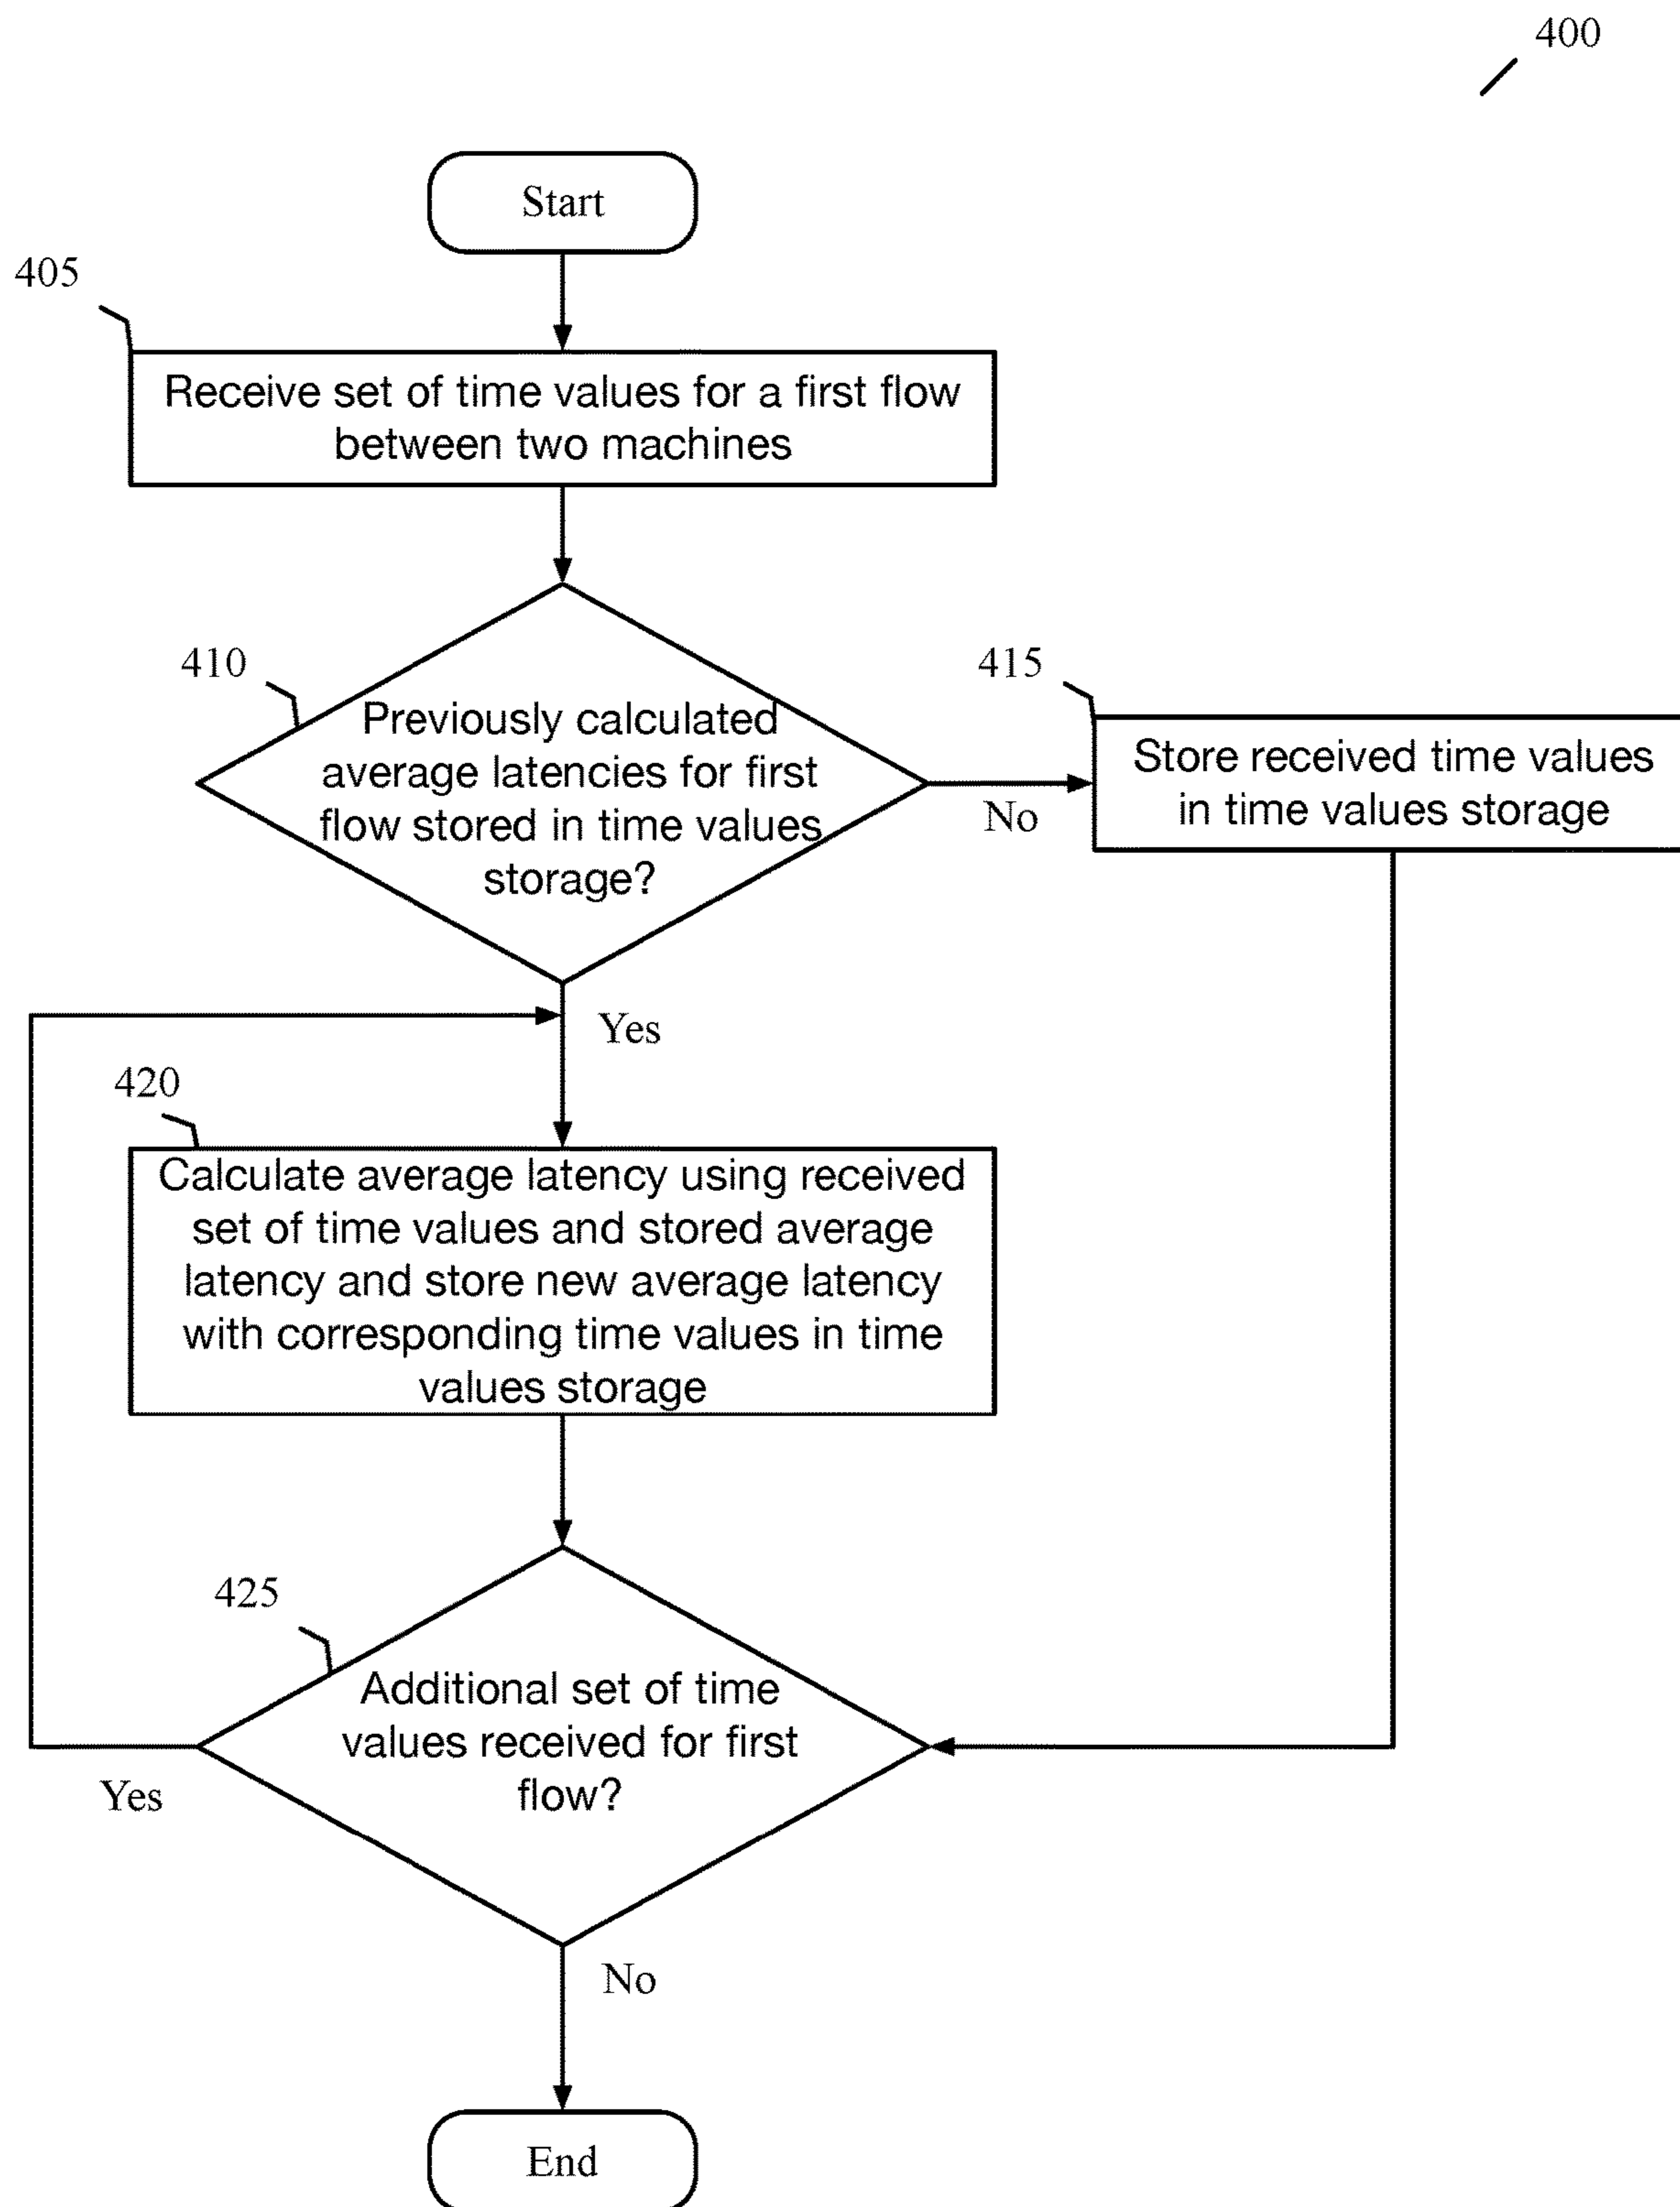 400
Start
405
Receive set of time values for a first flow
between two machines
410
Previously calculated
average latencies for first
flow stored in time values
storage?
415
Store received time values
in time values storage
No
Yes
420
Calculate average latency using received
set of time values and stored average
latency and store new average latency
with corresponding time values in time
values storage
425
Additional set of time
values received for first
flow?
Yes
No
End